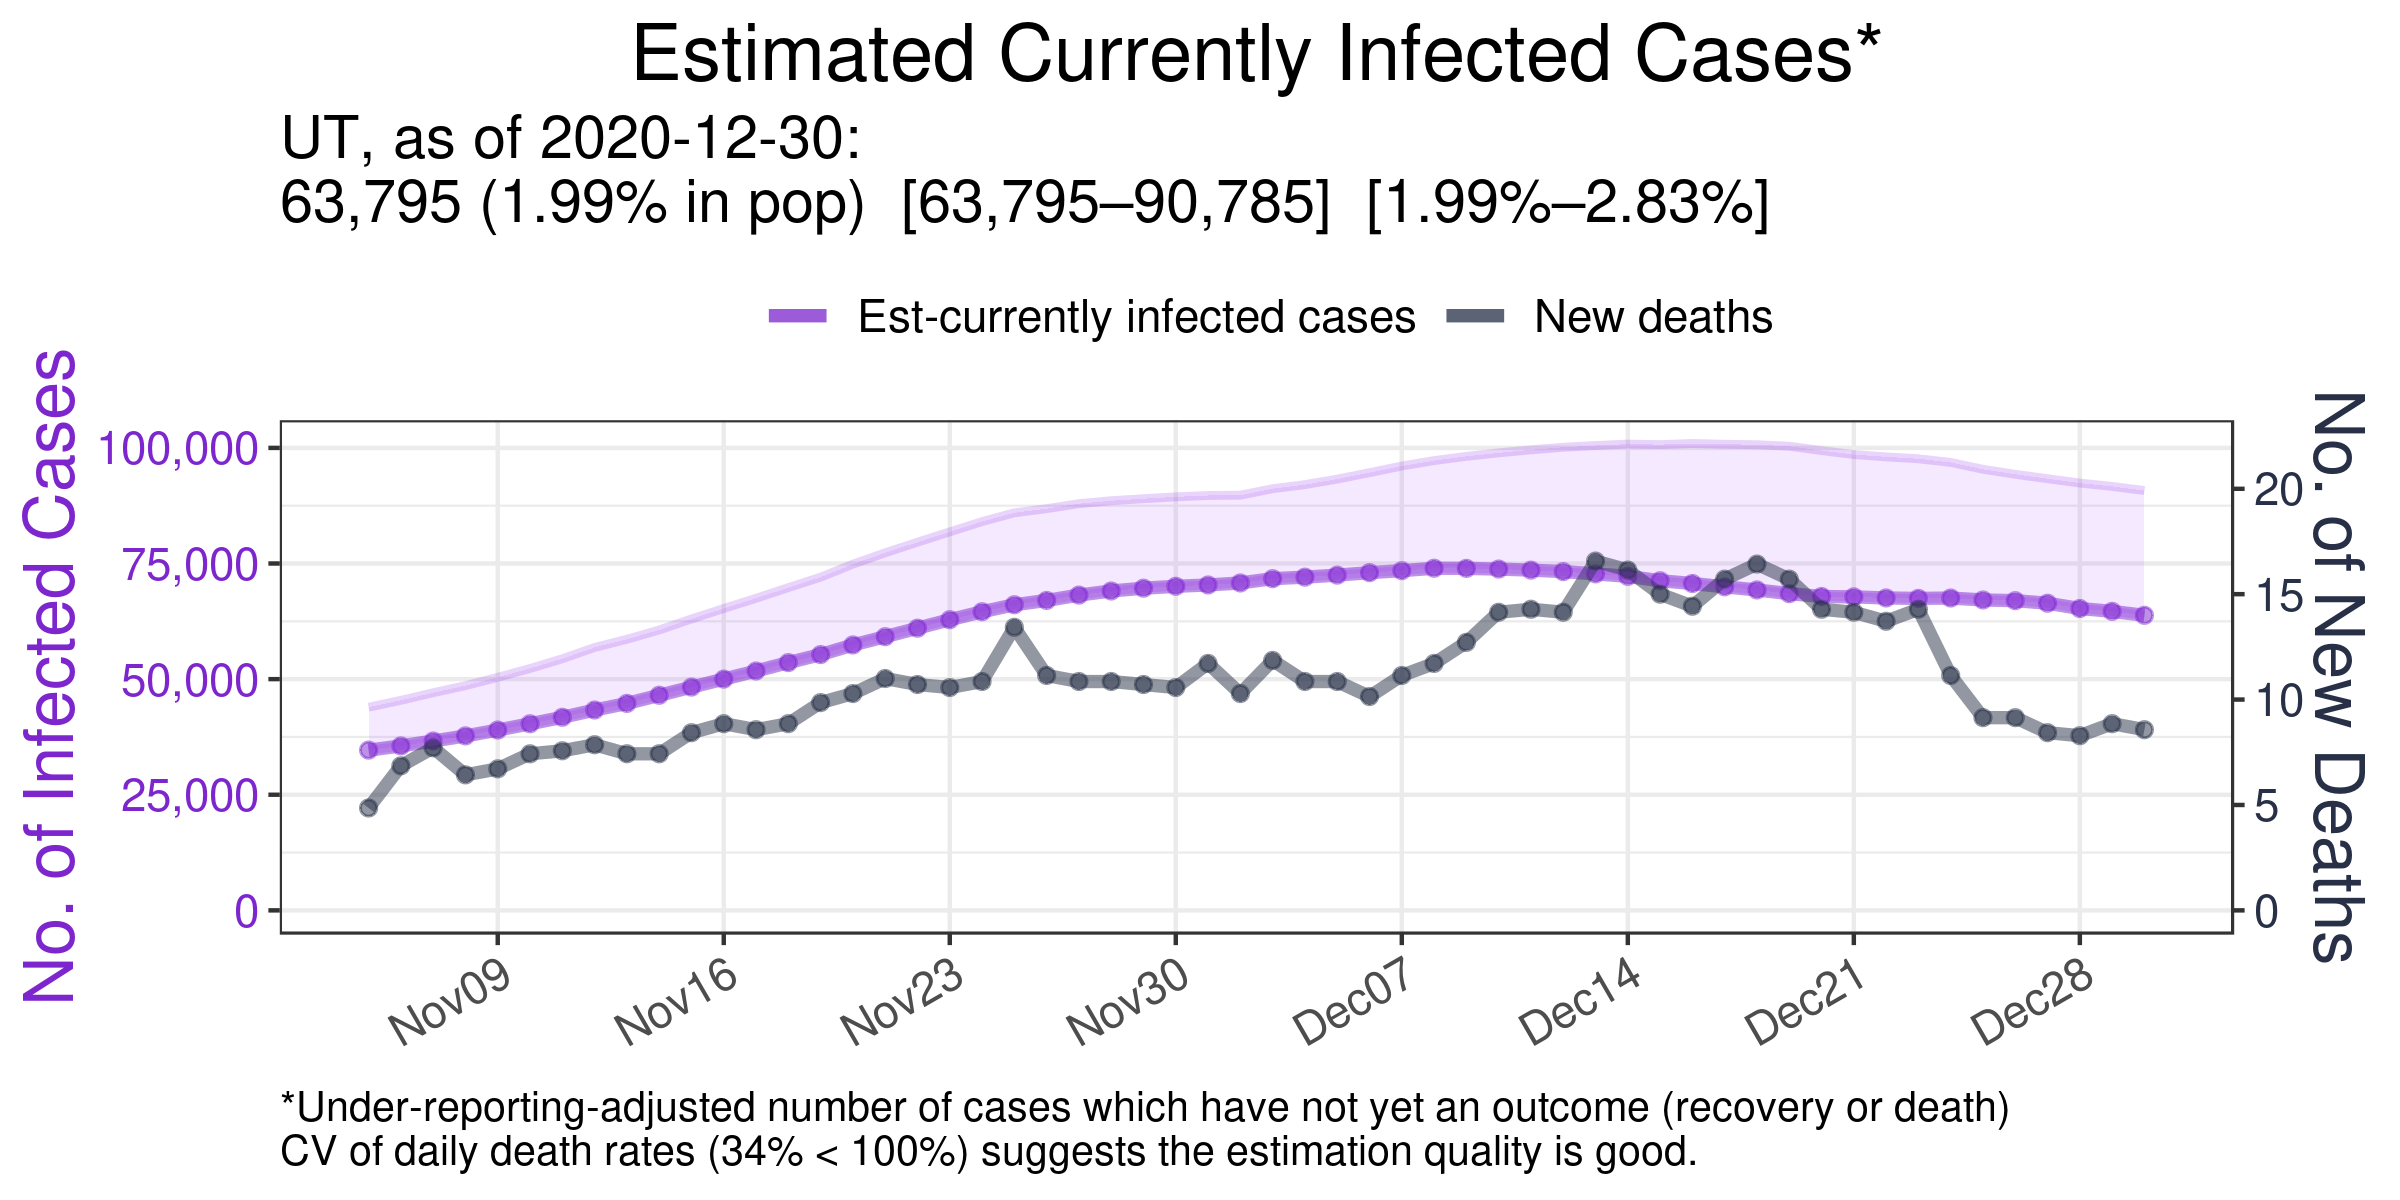 Estimated Currently Infected Cases*
UT, as of 2020-12-30:
63,795 (1.99% in pop) [63,795–90,785] [1.99%–2.83%]
Est-currently infected cases New deaths
No. of Infected Cases
100,000
75,000
50,000
25,000
0
20
15
10
5
0
No. of New Deaths
Nov09 Nov16 Nov23 Nov30 Dec07 Dec14 Dec21 Dec28
*Under-reporting-adjusted number of cases which have not yet an outcome (recovery or death)
CV of daily death rates (34% < 100%) suggests the estimation quality is good.